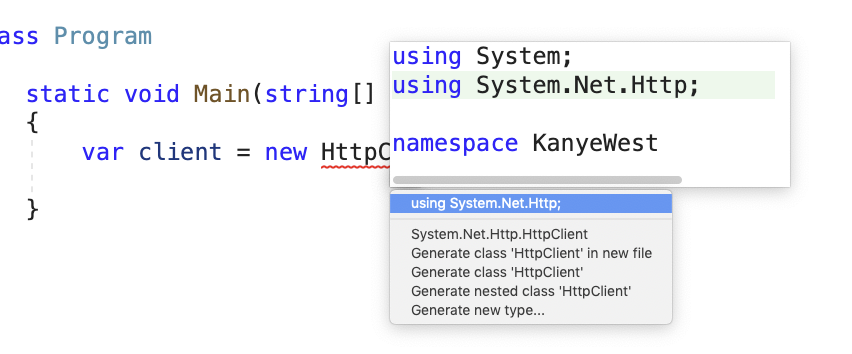 ass Program
static void Main(string[]
{
var client = new HttpC
}
using System;
using System.Net.Http;
namespace KanyeWest
using System.Net.Http;
System.Net.Http.HttpClient
Generate class 'HttpClient' in new file
Generate class 'HttpClient'
Generate nested class 'HttpClient'
Generate new type...